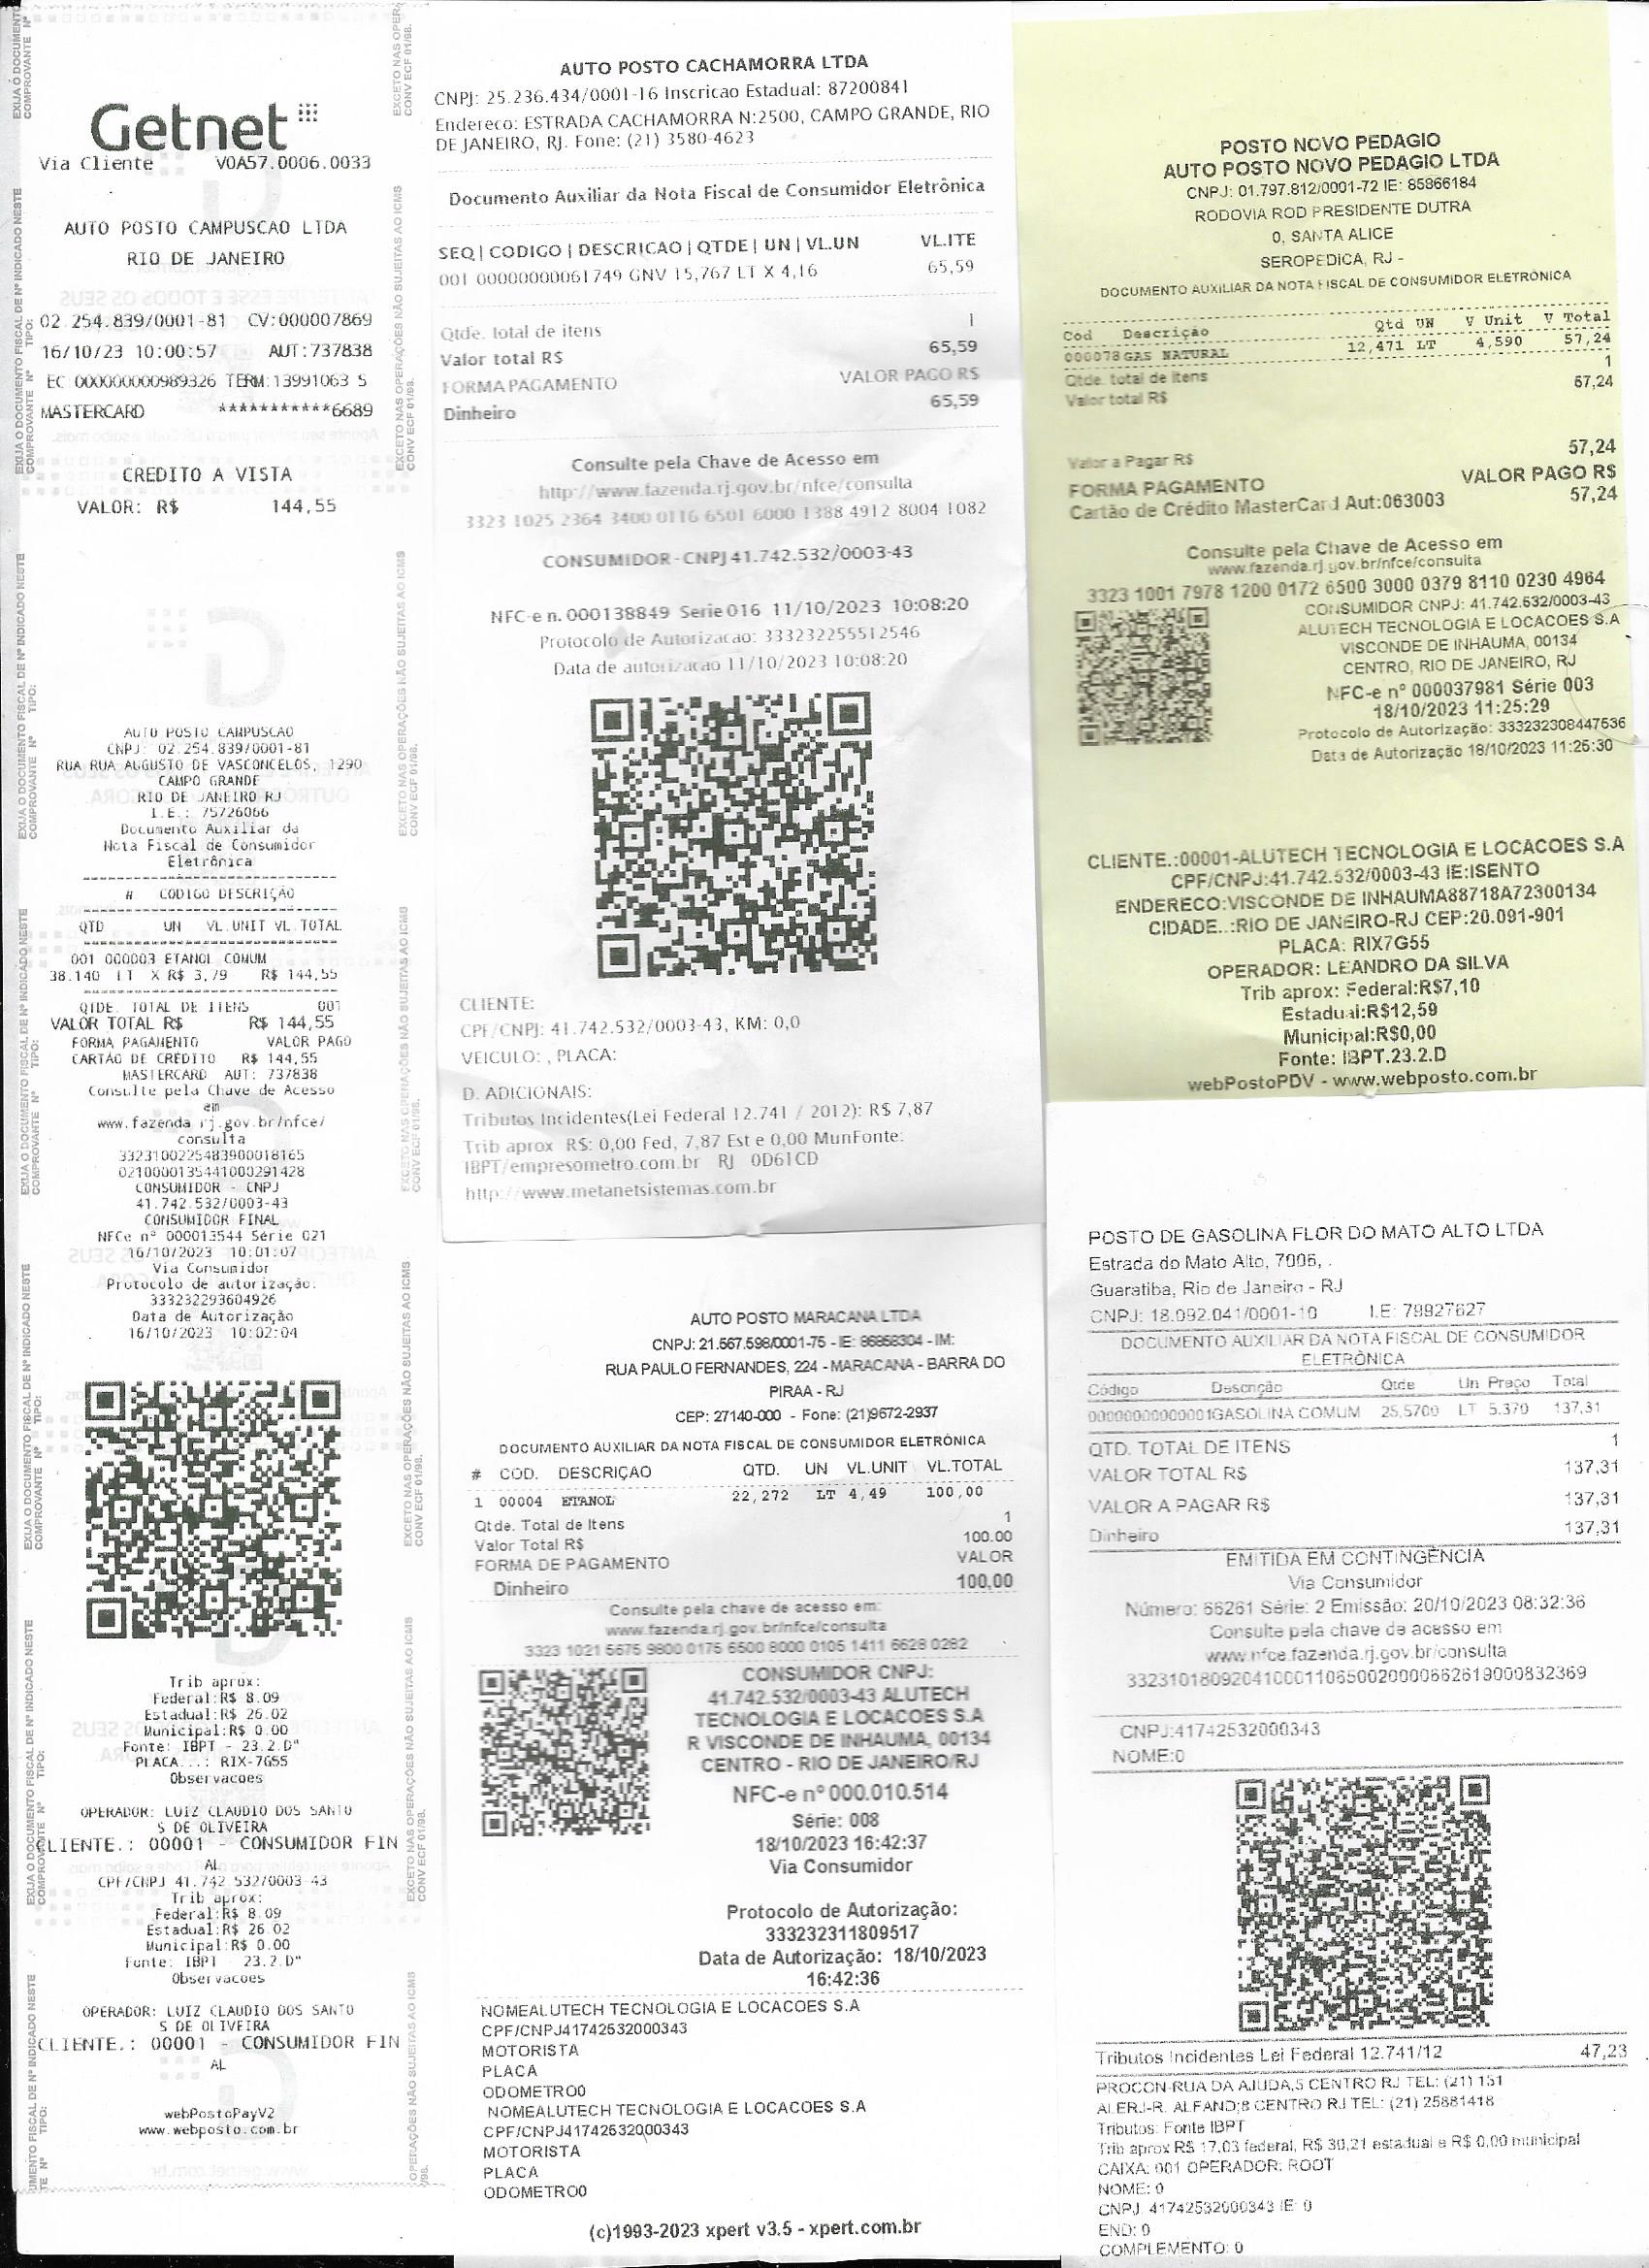 Getnet
Via Cliente V0A57.0006.0033
AUTO POSTO CAMPUSCAO LTDA
RIO DE JANEIRO
02 254.839/0001-81 CV:000007869
16/10/23 10:00:57 AUT:737838
EC 000000000989326 TERM:13991063 S
MASTERCARD ***********6689
CREDITO A VISTA
VALOR: R$ 144,55
AUTO POSTO CAMPUSCAO
CNPJ: 02.254.839/0001-81
RUA RUA AUGUSTO DE VASCONCELOS, 1290
CAMPO GRANDE
RIO DE JANEIRO RJ
I.E.: 75726066
Documento Auxiliar da
Nota Fiscal de Consumidor
Eletrônica
# CODIGO DESCRIÇÃO
QTD UN VL.UNIT VL.TOTAL
001 000003 ETANOL COMUM
38.140 LT X R$ 3,79 R$ 144,55
QTDE. TOTAL DE ITENS 001
VALOR TOTAL R$ R$ 144,55
FORMA PAGAMENTO VALOR PAGO
CARTÃO DE CRÉDITO R$ 144,55
MASTERCARD AUT: 737838
Consulte pela Chave de Acesso
em
www.fazenda.rj.gov.br/nfce/
consulta
3323100225483900018165
0210000135441000291428
CONSUMIDOR - CNPJ
41.742.532/0003-43
CONSUMIDOR FINAL
NFCe nº 000013544 Série 021
16/10/2023 10:01:07
Via Consumidor
Protocolo de autorização:
333232293604926
Data de Autorização
16/10/2023 10:02:04
Trib aprox:
Federal:R$ 8.09
Estadual:R$ 26.02
Municipal:R$ 0.00
Fonte: IBPT - 23.2.D"
PLACA...: RIX-7G55
Observacoes
OPERADOR: LUIZ CLAUDIO DOS SANTO
S DE OLIVEIRA
CLIENTE.: 00001 - CONSUMIDOR FIN
AL
CPF/CNPJ 41.742.532/0003-43
Trib aprox:
Federal:R$ 8.09
Estadual:R$ 26.02
Municipal:R$ 0.00
Fonte: IBPT 23.2.D"
Observacoes
OPERADOR: LUIZ CLAUDIO DOS SANTO
S DE OLIVEIRA
CLIENTE.: 00001 - CONSUMIDOR FIN
AL
webPostoPayV2
www.webposto.com.br
AUTO POSTO CACHAMORRA LTDA
CNPJ: 25.236.434/0001-16 Inscricao Estadual: 87200841
Endereco: ESTRADA CACHAMORRA N:2500, CAMPO GRANDE, RIO
DE JANEIRO, RJ. Fone: (21) 3580-4623
Documento Auxiliar da Nota Fiscal de Consumidor Eletrônica
SEQ | CODIGO | DESCRICAO | QTDE | UN | VL.UN VL.ITE
001 00000000061749 GNV 15,767 LT X 4,16 65,59
Qtde. total de itens 1
Valor total R$ 65,59
FORMA PAGAMENTO VALOR PAGO R$
Dinheiro 65,59
Consulte pela Chave de Acesso em
http://www.fazenda.rj.gov.br/nfce/consulta
3323 1025 2364 3400 0116 6501 6000 1388 4912 8004 1082
CONSUMIDOR - CNPJ 41.742.532/0003-43
NFC-e n. 000138849 Serie 016 11/10/2023 10:08:20
Protocolo de Autorizacao: 333232255512546
Data de autorizacao 11/10/2023 10:08:20
CLIENTE:
CPF/CNPJ: 41.742.532/0003-43, KM: 0,0
VEICULO: , PLACA:
D. ADICIONAIS:
Tributos Incidentes(Lei Federal 12.741 / 2012): R$ 7,87
Trib aprox R$: 0,00 Fed, 7,87 Est e 0,00 MunFonte:
IBPT/empresometro.com.br RJ 0D61CD
http://www.metanetsistemas.com.br
AUTO POSTO MARACANA LTDA
CNPJ: 21.567.598/0001-75 - IE: 86858304 - IM:
RUA PAULO FERNANDES, 224 - MARACANA - BARRA DO
PIRAA - RJ
CEP: 27140-000 - Fone: (21)9672-2937
DOCUMENTO AUXILIAR DA NOTA FISCAL DE CONSUMIDOR ELETRÔNICA
# COD. DESCRIÇAO QTD. UN VL.UNIT VL.TOTAL
1 00004 ETANOL 22,272 LT 4,49 100,00
Qtde. Total de Itens 1
Valor Total R$ 100.00
FORMA DE PAGAMENTO VALOR
Dinheiro 100,00
Consulte pela chave de acesso em:
www.fazenda.rj.gov.br/nfce/consulta
3323 1021 5675 9800 0175 6500 8000 0105 1411 6628 0282
CONSUMIDOR CNPJ:
41.742.532/0003-43 ALUTECH
TECNOLOGIA E LOCACOES S.A
R VISCONDE DE INHAUMA, 00134
CENTRO - RIO DE JANEIRO/RJ
NFC-e nº 000.010.514
Série: 008
18/10/2023 16:42:37
Via Consumidor
Protocolo de Autorização:
333232311809517
Data de Autorização: 18/10/2023
16:42:36
NOMEALUTECH TECNOLOGIA E LOCACOES S.A
CPF/CNPJ41742532000343
MOTORISTA
PLACA
ODOMETRO0
NOMEALUTECH TECNOLOGIA E LOCACOES S.A
CPF/CNPJ41742532000343
MOTORISTA
PLACA
ODOMETRO0
(c)1993-2023 xpert v3.5 - xpert.com.br
POSTO NOVO PEDAGIO
AUTO POSTO NOVO PEDAGIO LTDA
CNPJ: 01.797.812/0001-72 IE: 85866184
RODOVIA ROD PRESIDENTE DUTRA
0, SANTA ALICE
SEROPEDICA, RJ -
DOCUMENTO AUXILIAR DA NOTA FISCAL DE CONSUMIDOR ELETRÔNICA
Cod Descrição Qtd UN V Unit V Total
000078 GAS NATURAL 12,471 LT 4,590 57,24
Qtde. total de itens 1
Valor total R$ 57,24
Valor a Pagar R$ 57,24
FORMA PAGAMENTO VALOR PAGO R$
Cartão de Crédito MasterCard Aut:063003 57,24
Consulte pela Chave de Acesso em
www.fazenda.rj.gov.br/nfce/consulta
3323 1001 7978 1200 0172 6500 3000 0379 8110 0230 4964
CONSUMIDOR CNPJ: 41.742.532/0003-43
ALUTECH TECNOLOGIA E LOCACOES S.A
VISCONDE DE INHAUMA, 00134
CENTRO, RIO DE JANEIRO, RJ
NFC-e nº 000037981 Série 003
18/10/2023 11:25:29
Protocolo de Autorização: 333232308447636
Data de Autorização 18/10/2023 11:25:30
CLIENTE.:00001-ALUTECH TECNOLOGIA E LOCACOES S.A
CPF/CNPJ:41.742.532/0003-43 IE:ISENTO
ENDERECO:VISCONDE DE INHAUMA88718A72300134
CIDADE..:RIO DE JANEIRO-RJ CEP:20.091-901
PLACA: RIX7G55
OPERADOR: LEANDRO DA SILVA
Trib aprox: Federal:R$7,10
Estadual:R$12,59
Municipal:R$0,00
Fonte: IBPT.23.2.D
webPostoPDV - www.webposto.com.br
POSTO DE GASOLINA FLOR DO MATO ALTO LTDA
Estrada do Mato Alto, 7006, .
Guaratiba, Rio de Janeiro - RJ
CNPJ: 18.092.041/0001-10 I.E: 79927627
DOCUMENTO AUXILIAR DA NOTA FISCAL DE CONSUMIDOR
ELETRÔNICA
Código Descrição Qtde Un Preço Total
00000000000001GASOLINA COMUM 25,5700 LT 5.370 137.31
QTD. TOTAL DE ITENS 1
VALOR TOTAL R$ 137,31
VALOR A PAGAR R$ 137,31
Dinheiro 137,31
EMITIDA EM CONTINGÊNCIA
Via Consumidor
Número: 66261 Série: 2 Emissão: 20/10/2023 08:32:36
Consulte pela chave de acesso em
www.nfce.fazenda.rj.gov.br/consulta
33231018092041000110650020000662619000832369
CNPJ:41742532000343
NOME:0
Tributos Incidentes Lei Federal 12.741/12 47,23
PROCON-RUA DA AJUDA,5 CENTRO RJ TEL: (21) 151
ALERJ-R. ALFAND;8 CENTRO RJ TEL: (21) 25881418
Tributos: Fonte IBPT
Trib aprox R$ 17,03 federal, R$ 30,21 estadual e R$ 0,00 municipal
CAIXA: 001 OPERADOR: ROOT
NOME: 0
CNPJ: 41742532000343 IE: 0
END: 0
COMPLEMENTO: 0